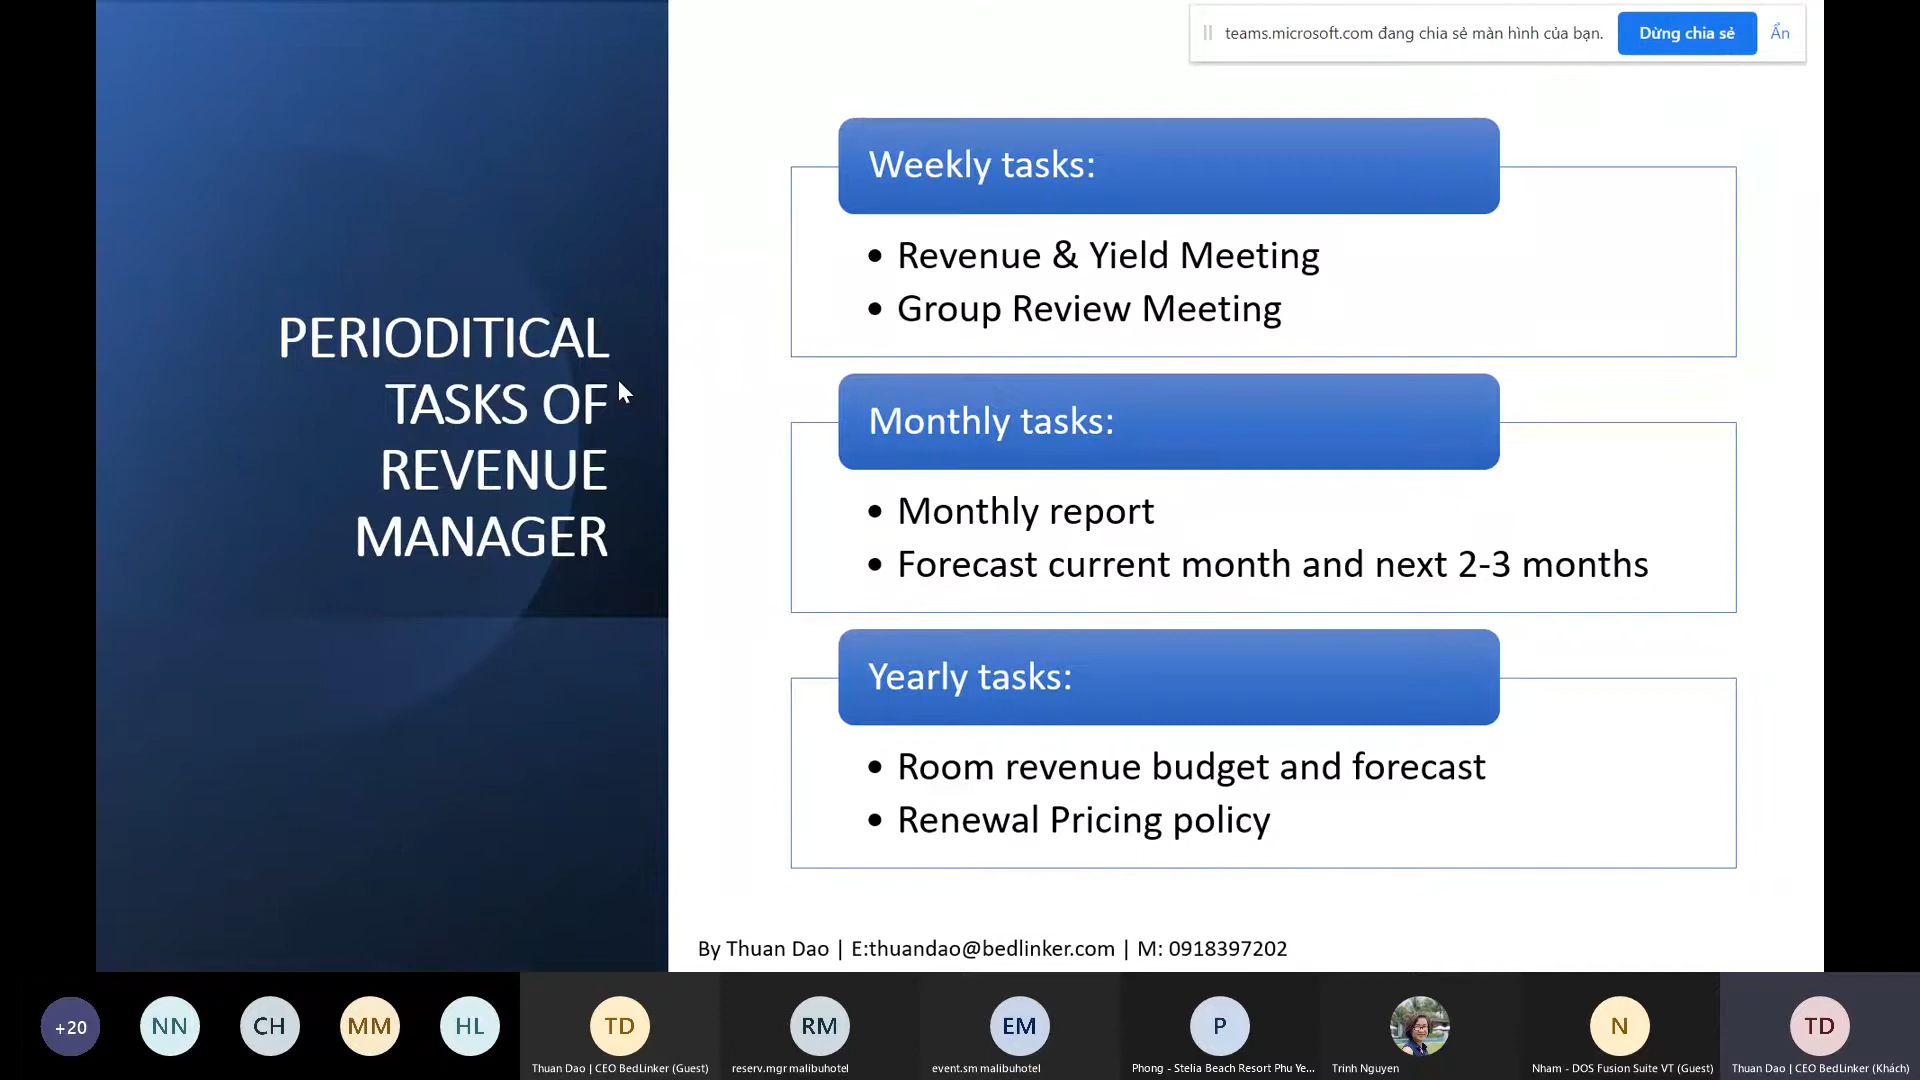 teams.microsoft.com đang chia sẻ màn hình của bạn.
Dừng chia sẻ
Ẩn
PERIODITICAL
TASKS OF
REVENUE
MANAGER
Weekly tasks:
• Revenue & Yield Meeting
• Group Review Meeting
Monthly tasks:
• Monthly report
• Forecast current month and next 2-3 months
Yearly tasks:
• Room revenue budget and forecast
• Renewal Pricing policy
By Thuan Dao | E:thuandao@bedlinker.com | M: 0918397202
+20
NN
CH
MM
HL
TD
RM
EM
P
N
TD
Thuan Dao | CEO BedLinker (Guest)
reserv.mgr malibuhotel
event.sm malibuhotel
Phong - Stelia Beach Resort Phu Ye...
Trinh Nguyen
Nham - DOS Fusion Suite VT (Guest)
Thuan Dao | CEO BedLinker (Khách)